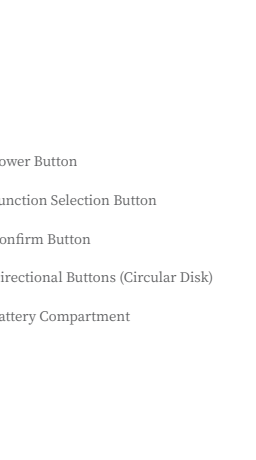 ower Button
unction Selection Button
onfirm Button
irectional Buttons (Circular Disk)
attery Compartment